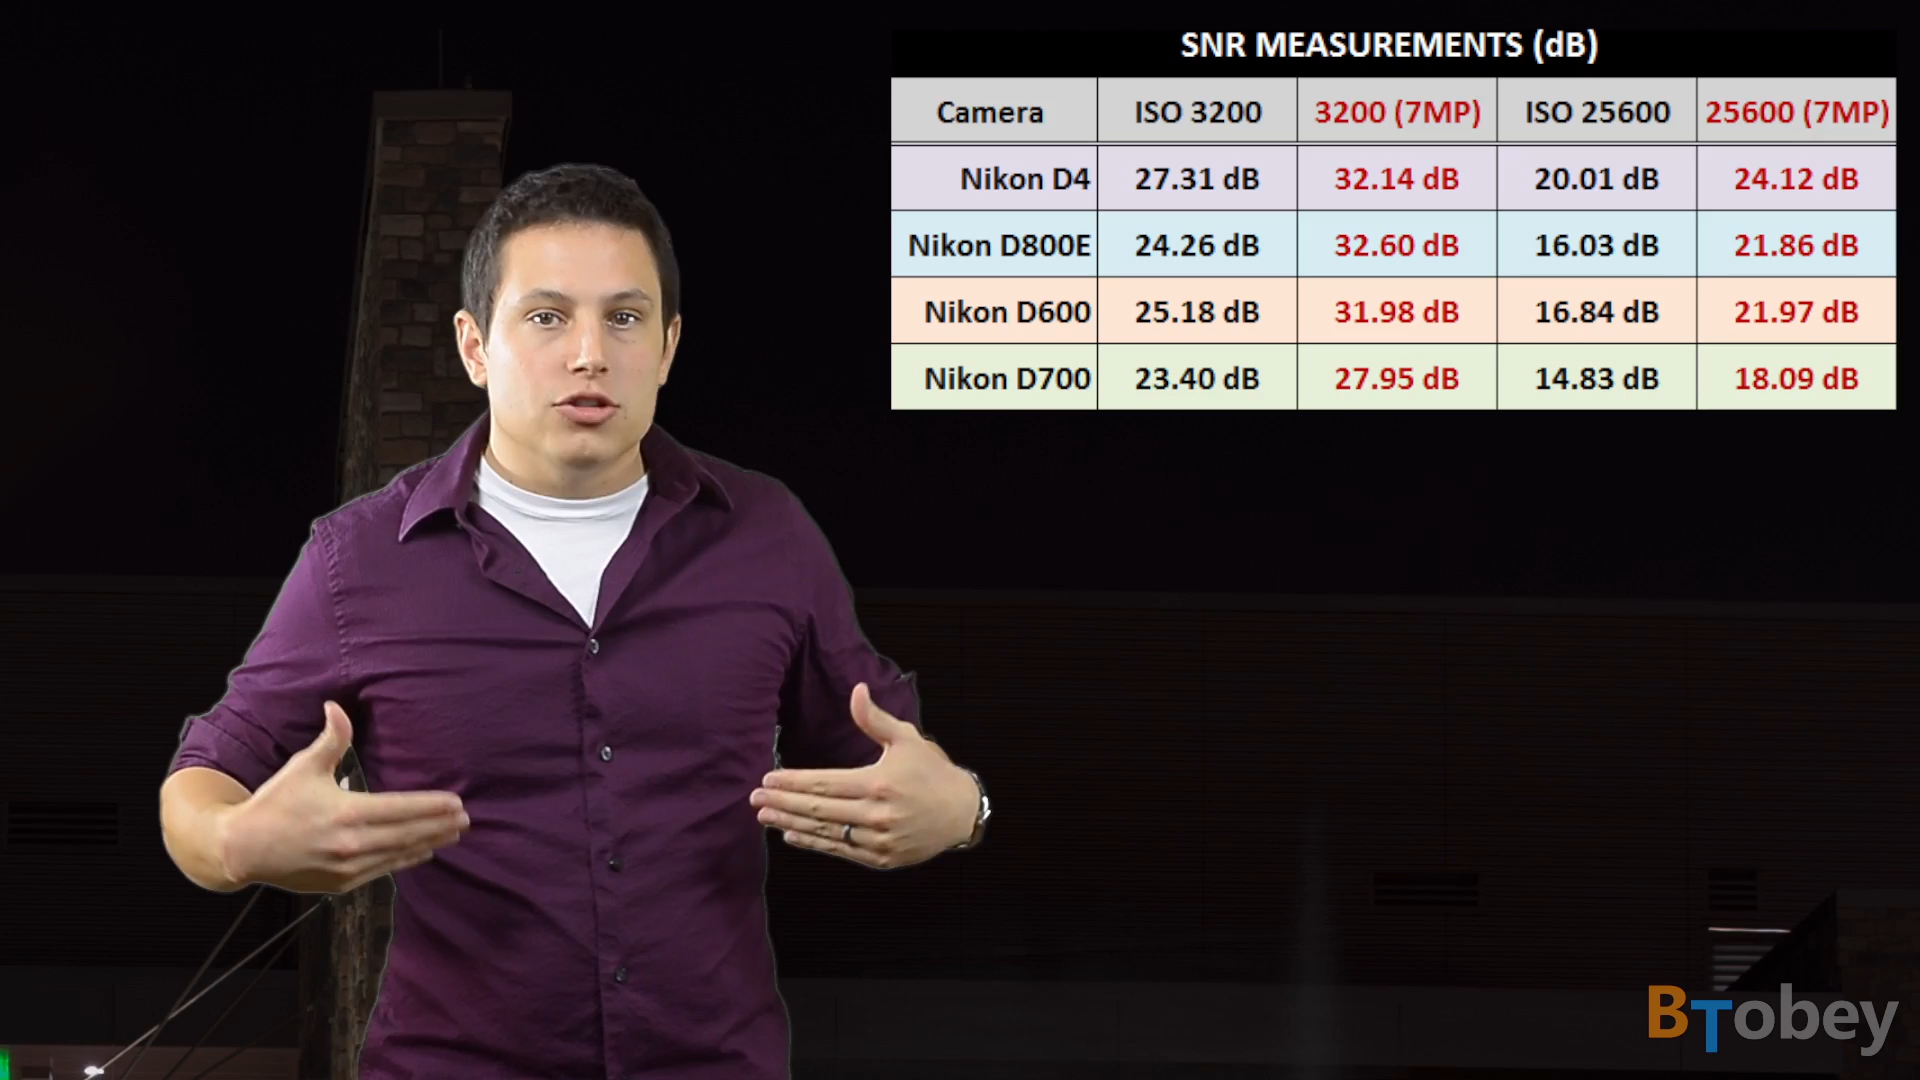 SNR MEASUREMENTS (dB)
Camera ISO 3200 3200 (7MP) ISO 25600 25600 (7MP)
Nikon D4 27.31 dB 32.14 dB 20.01 dB 24.12 dB
Nikon D800E 24.26 dB 32.60 dB 16.03 dB 21.86 dB
Nikon D600 25.18 dB 31.98 dB 16.84 dB 21.97 dB
Nikon D700 23.40 dB 27.95 dB 14.83 dB 18.09 dB
BTobey